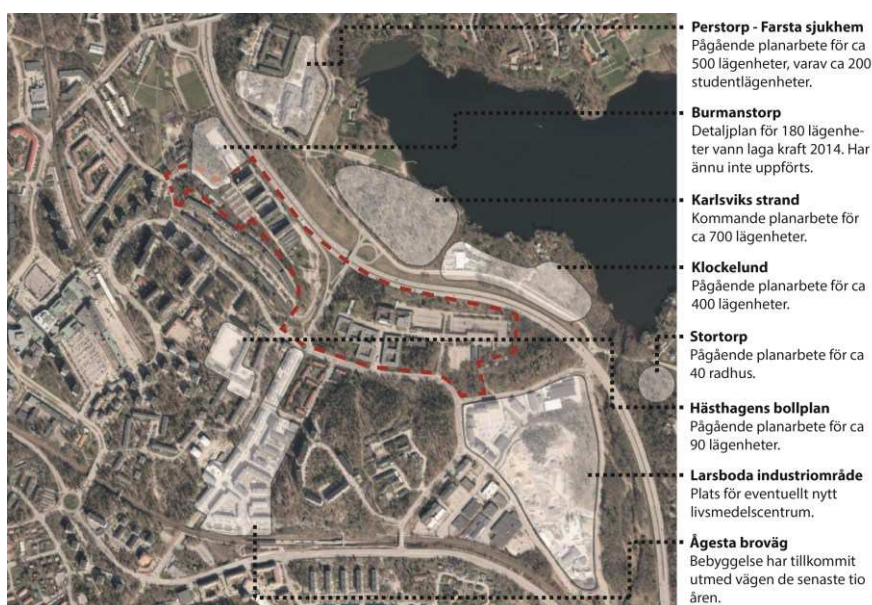 Perstorp - Farsta sjukhem
Pågående planarbete för ca
500 lägenheter, varav ca 200
studentlägenheter.
Burmanstorp
Detaljplan för 180 lägenhe-
ter vann laga kraft 2014. Har
ännu inte uppförts.
Karlsviks strand
Kommande planarbete för
ca 700 lägenheter.
Klockelund
Pågående planarbete för ca
400 lägenheter.
Stortorp
Pågående planarbete för ca
40 radhus.
Hästhagens bollplan
Pågående planarbete för ca
90 lägenheter.
Larsboda industriområde
Plats för eventuellt nytt
livsmedelscentrum.
Ågesta broväg
Bebyggelse har tillkommit
utmed vägen de senaste tio
åren.